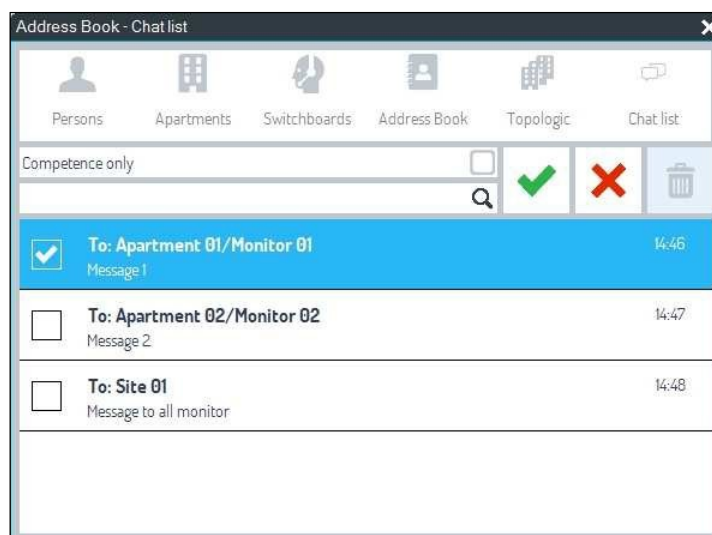 Address Book - Chat list
Persons Apartments Switchboards Address Book Topologic Chat list
Competence only
To: Apartment 01/Monitor 01 14:46
Message 1
To: Apartment 02/Monitor 02 14:47
Message 2
To: Site 01 14:48
Message to all monitor